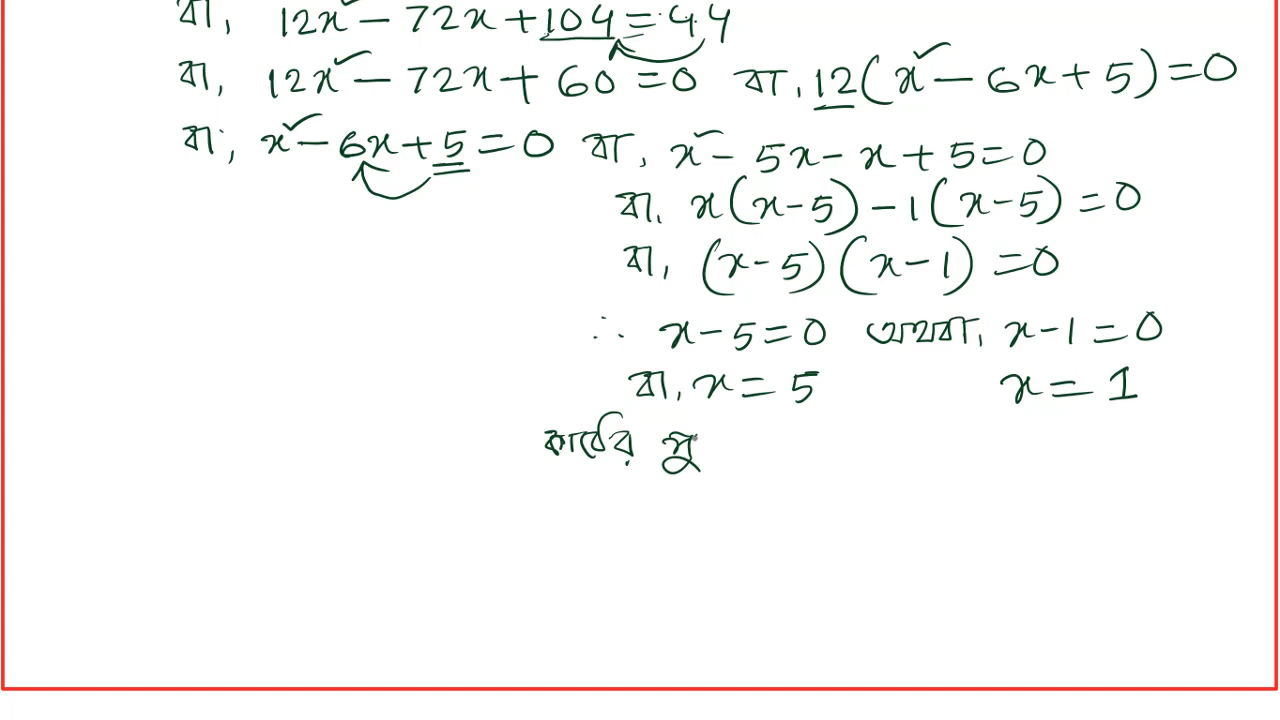 বা, 12x² - 72x + 104 = 44
বা, 12x² - 72x + 60 = 0 বা, 12(x² - 6x + 5) = 0
বা, x² - 6x + 5 = 0 বা, x² - 5x - x + 5 = 0
বা, x(x-5) - 1(x-5) = 0
বা, (x-5)(x-1) = 0
∴ x - 5 = 0 অথবা, x - 1 = 0
বা, x = 5 x = 1
কাঠের পু